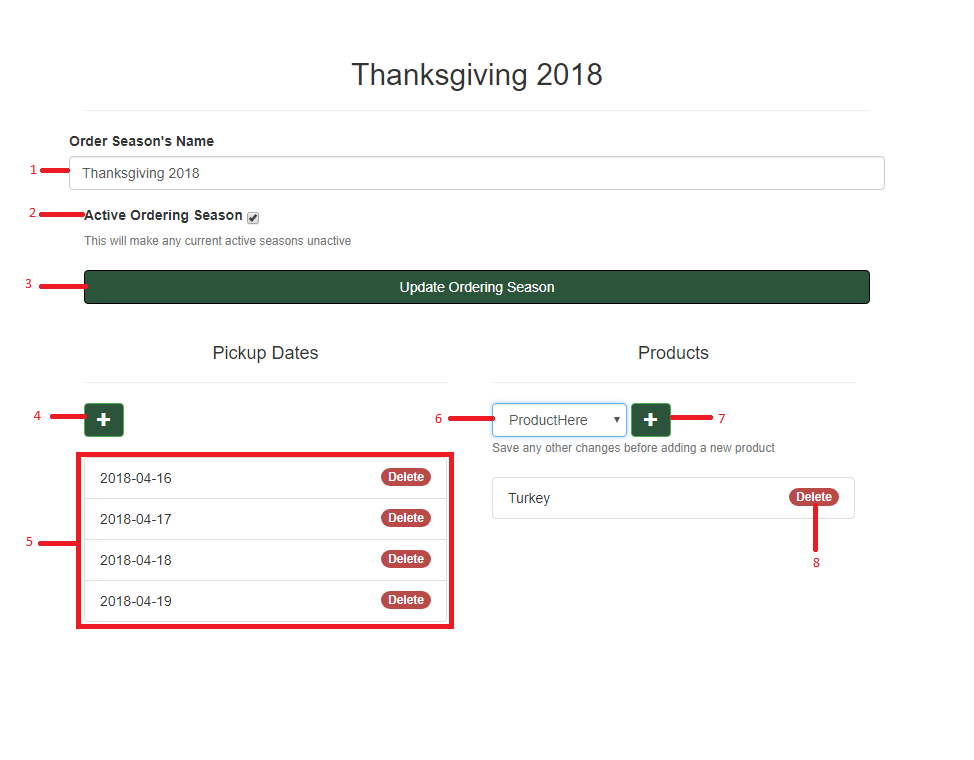 Thanksgiving 2018
Order Season's Name
1 Thanksgiving 2018
2 Active Ordering Season
This will make any current active seasons unactive
3 Update Ordering Season
Pickup Dates
4 +
5
2018-04-16 Delete
2018-04-17 Delete
2018-04-18 Delete
2018-04-19 Delete
Products
6 ProductHere + 7
Save any other changes before adding a new product
Turkey Delete
8